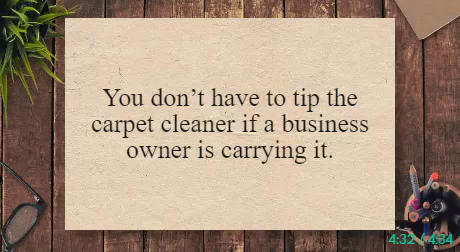 You don’t have to tip the
carpet cleaner if a business
owner is carrying it.
4:32 / 4:34